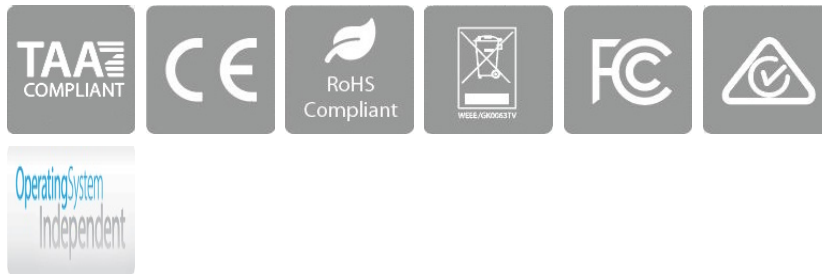 TAA
COMPLIANT
CE
RoHS
Compliant
WEEE/GK0063TV
FC
OperatingSystem
Independent